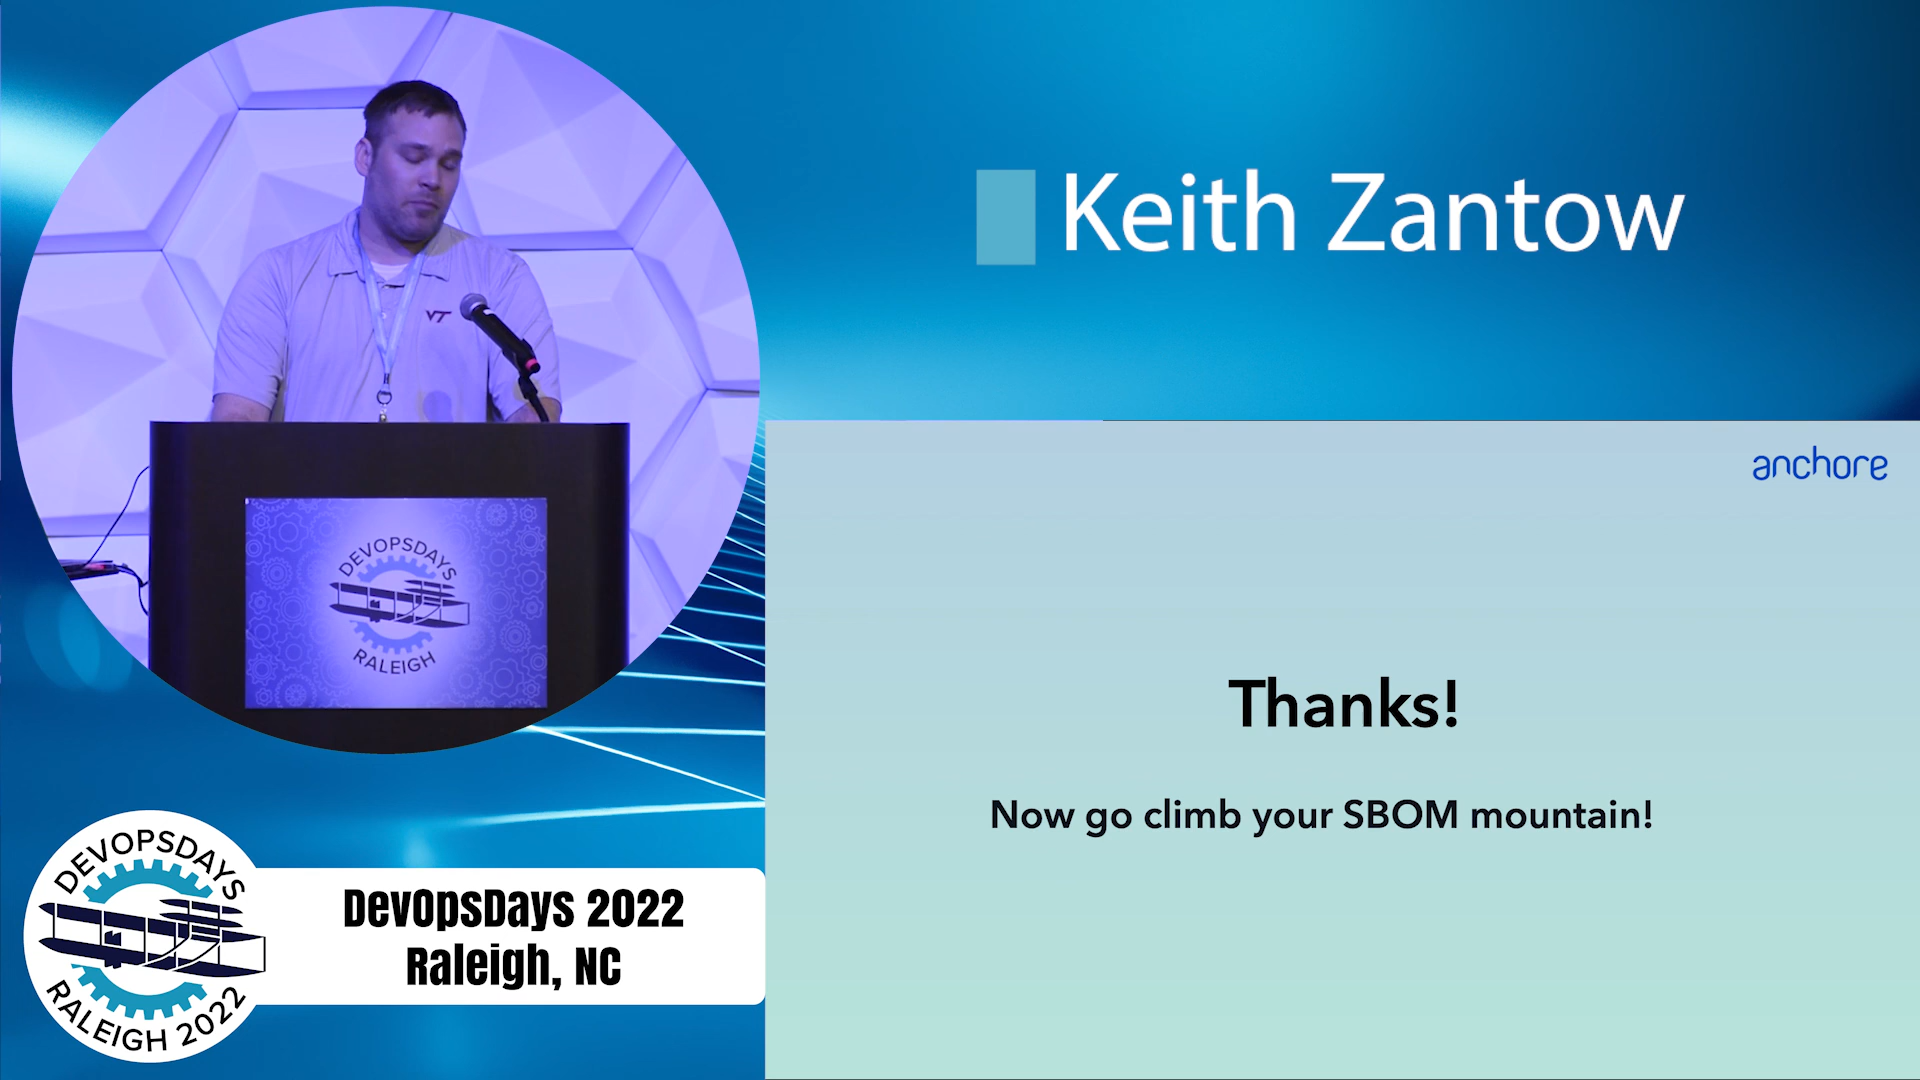 Keith Zantow
VT
DEVOPSDAYS
RALEIGH
anchore
Thanks!
Now go climb your SBOM mountain!
DEVOPSDAYS
RALEIGH 2022
DevOpsDays 2022
Raleigh, NC